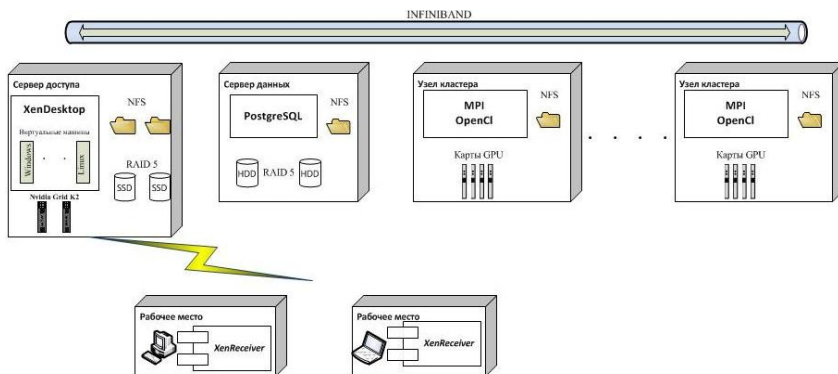 INFINIBAND
Сервер доступа
XenDesktop
Виртуальные машины
Windows
Linux
NFS
RAID 5
SSD
SSD
Nvidia Grid K2
Сервер данных
PostgreSQL
NFS
HDD
RAID 5
HDD
Узел кластера
MPI
OpenCl
NFS
Карты GPU
Узел кластера
MPI
OpenCl
NFS
Карты GPU
Рабочее место
XenReceiver
Рабочее место
XenReceiver